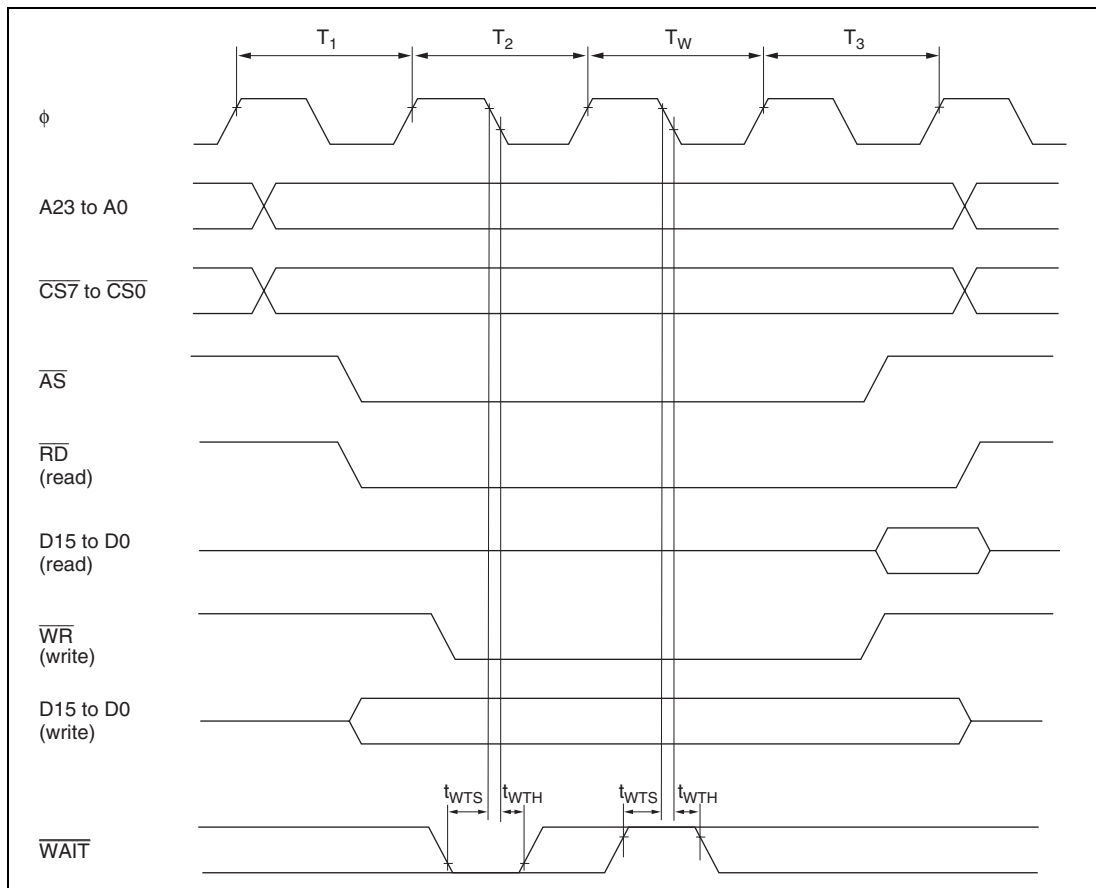 T1 T2 TW T3
ϕ
A23 to A0
CS7 to CS0
AS
RD
(read)
D15 to D0
(read)
WR
(write)
D15 to D0
(write)
tWTS tWTH tWTS tWTH
WAIT